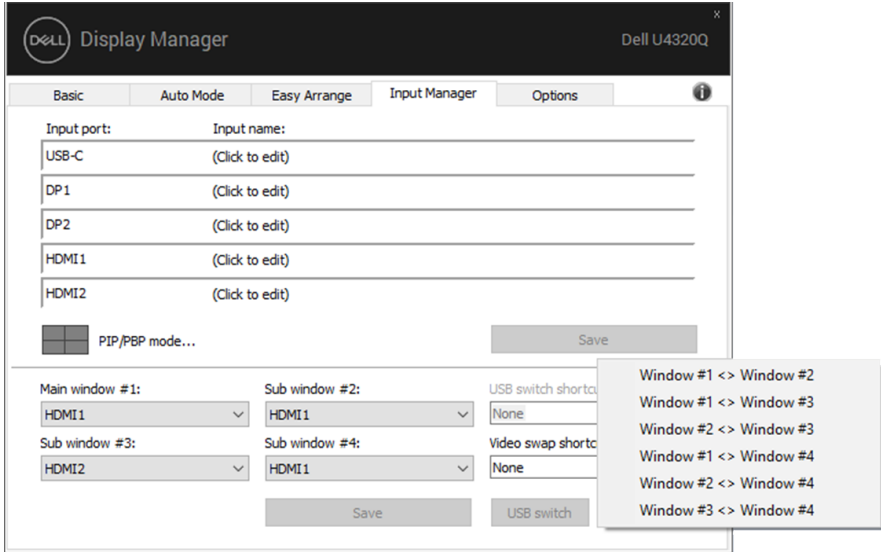 x
DELL Display Manager Dell U4320Q
Basic Auto Mode Easy Arrange Input Manager Options i
Input port: Input name:
USB-C (Click to edit)
DP1 (Click to edit)
DP2 (Click to edit)
HDMI1 (Click to edit)
HDMI2 (Click to edit)
PIP/PBP mode... Save
Main window #1: Sub window #2: USB switch
HDMI1 HDMI1 None
Sub window #3: Sub window #4: Video swap
HDMI2 HDMI1 None
Save USB switch
Window #1 <> Window #2
Window #1 <> Window #3
Window #2 <> Window #3
Window #1 <> Window #4
Window #2 <> Window #4
Window #3 <> Window #4